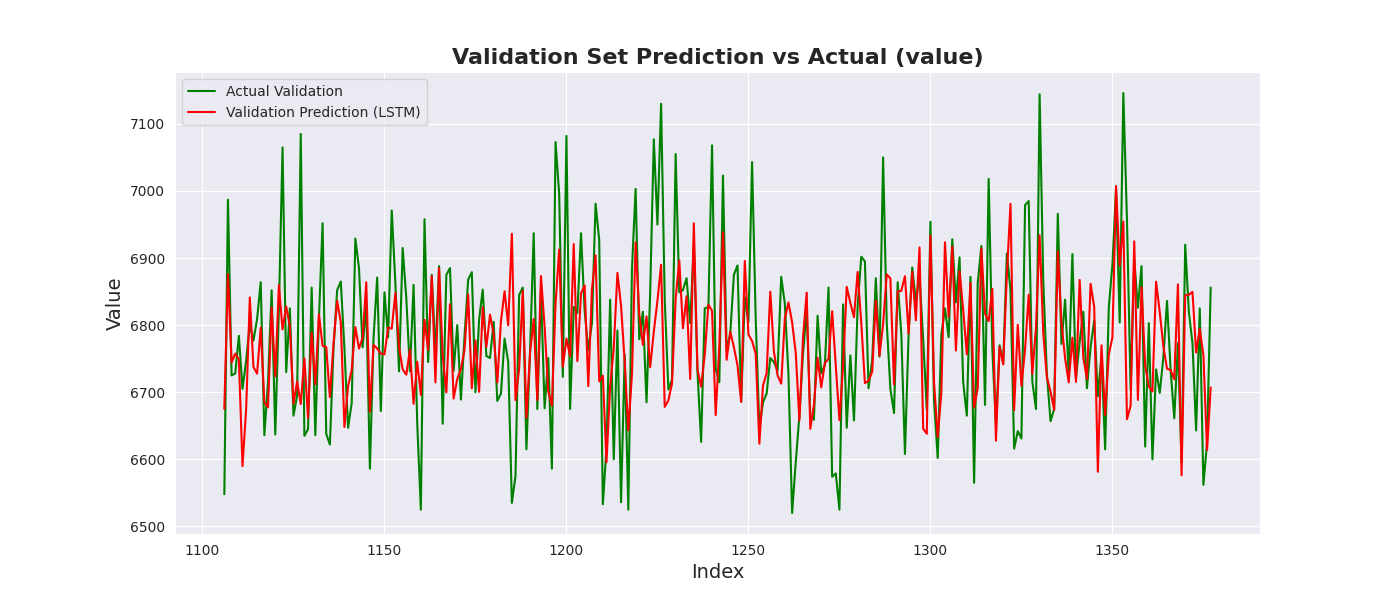 Validation Set Prediction vs Actual (value)
Actual Validation
Validation Prediction (LSTM)
Value
7100
7000
6900
6800
6700
6600
6500
1100
1150
1200
1250
1300
1350
Index